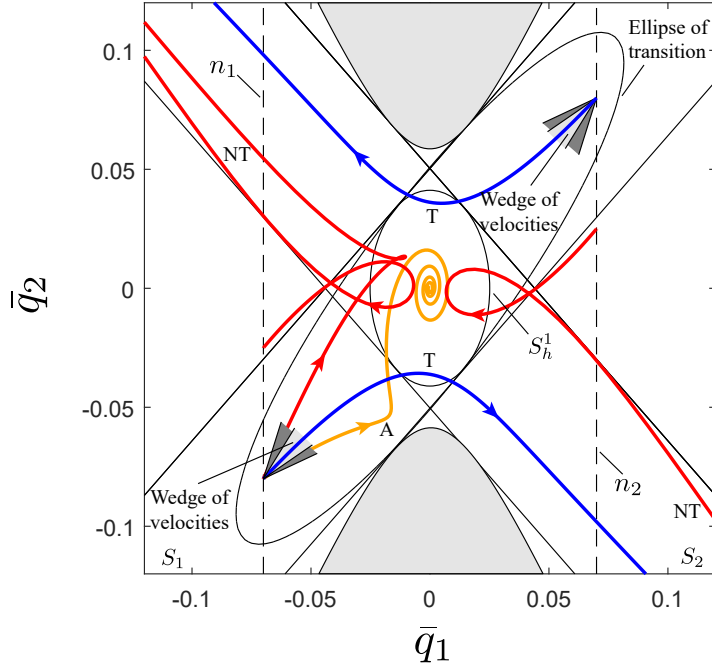 0.1
0.05
0
-0.05
-0.1
-0.1
-0.05
0
0.05
0.1
q̄₂
q̄₁
n₁
Ellipse of
transition
NT
Wedge of
velocities
T
S¹ₕ
T
A
Wedge of
velocities
n₂
NT
S₁
S₂